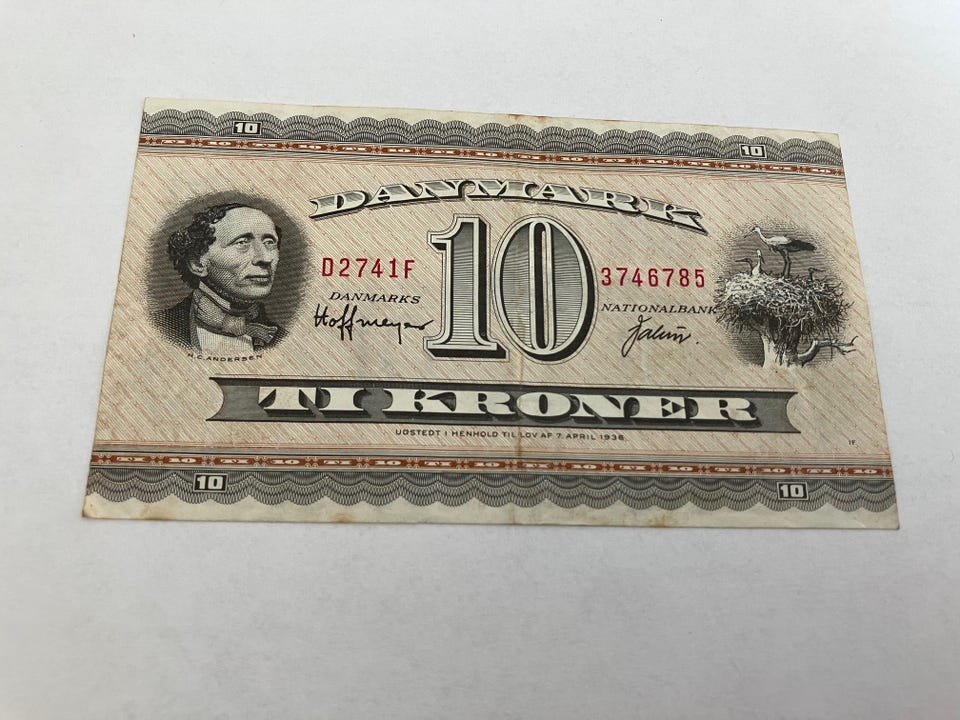 10 10
DANMARK
10
D2741F 3746785
DANMARKS NATIONALBANK
Hoffmeyer
H.C.ANDERSEN
TI KRONER
UDSTEDT I HENHOLD TIL LOV AF 7. APRIL 1936
IF.
10 10